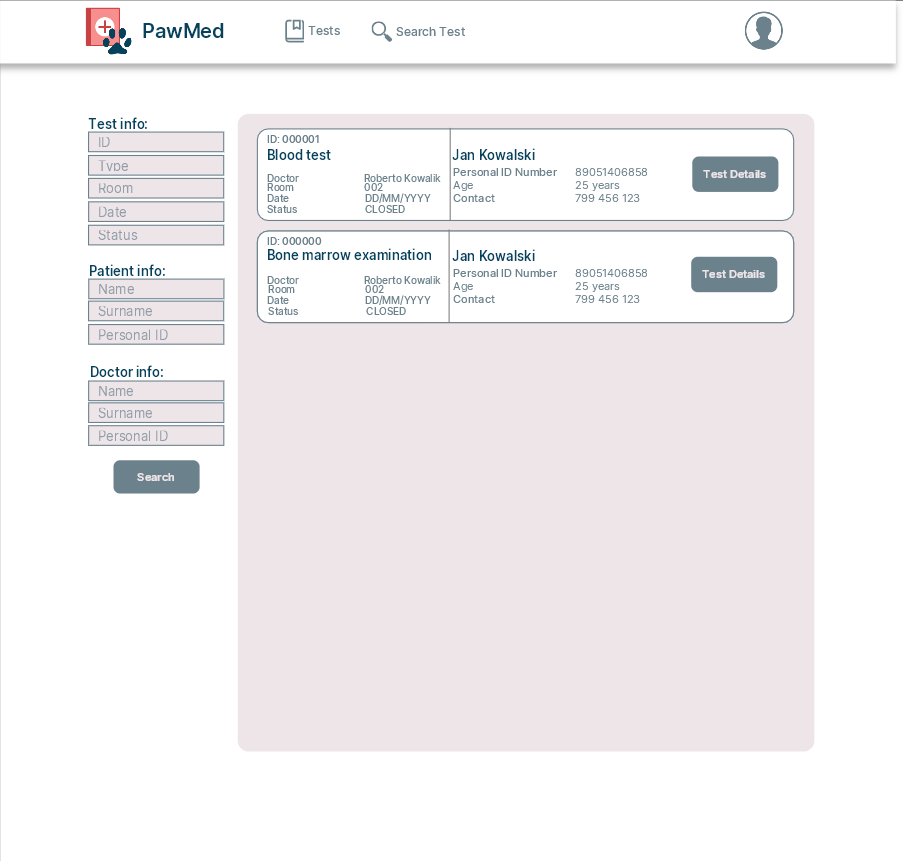 PawMed
Tests
Search Test
Test info:
ID
Type
Room
Date
Status
Patient info:
Name
Surname
Personal ID
Doctor info:
Name
Surname
Personal ID
Search
ID: 000001
Blood test
Doctor Roberto Kowalik
Room 002
Date DD/MM/YYYY
Status CLOSED
Jan Kowalski
Personal ID Number 89051406858
Age 25 years
Contact 799 456 123
Test Details
ID: 000000
Bone marrow examination
Doctor Roberto Kowalik
Room 002
Date DD/MM/YYYY
Status CLOSED
Jan Kowalski
Personal ID Number 89051406858
Age 25 years
Contact 799 456 123
Test Details